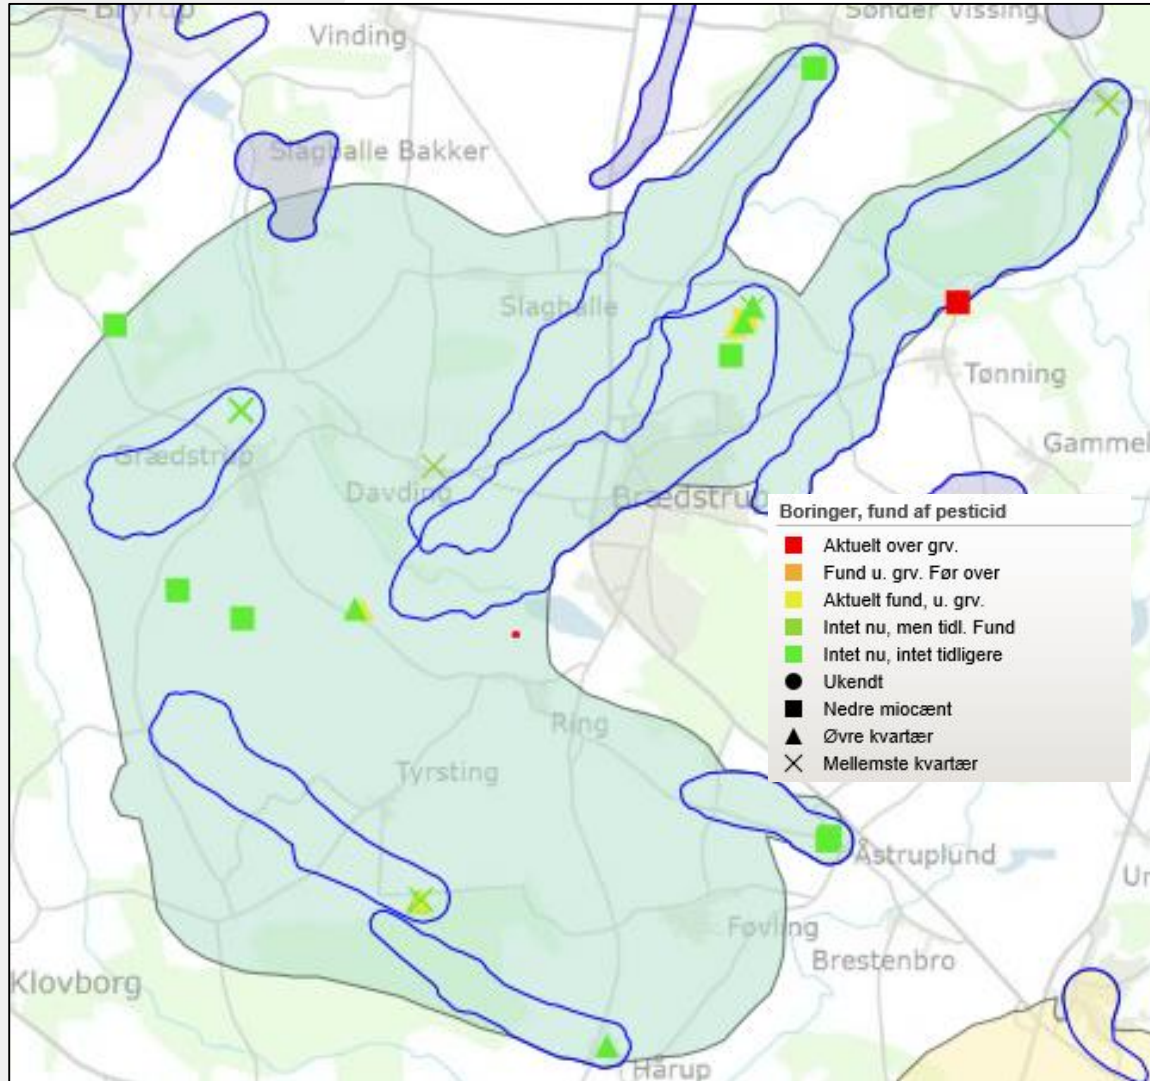 Bryrup
Vinding
Sønder Vissing
Slagballe Bakker
Slagballe
Tønning
Gammel
Grædstrup
Davding
Brædstrup
Boringer, fund af pesticid
Aktuelt over grv.
Fund u. grv. Før over
Aktuelt fund, u. grv.
Intet nu, men tidl. Fund
Intet nu, intet tidligere
Ukendt
Nedre miocænt
Øvre kvartær
Mellemste kvartær
Ring
Tyrsting
Åstruplund
Føvling
Brestenbro
Klovborg
Hårup